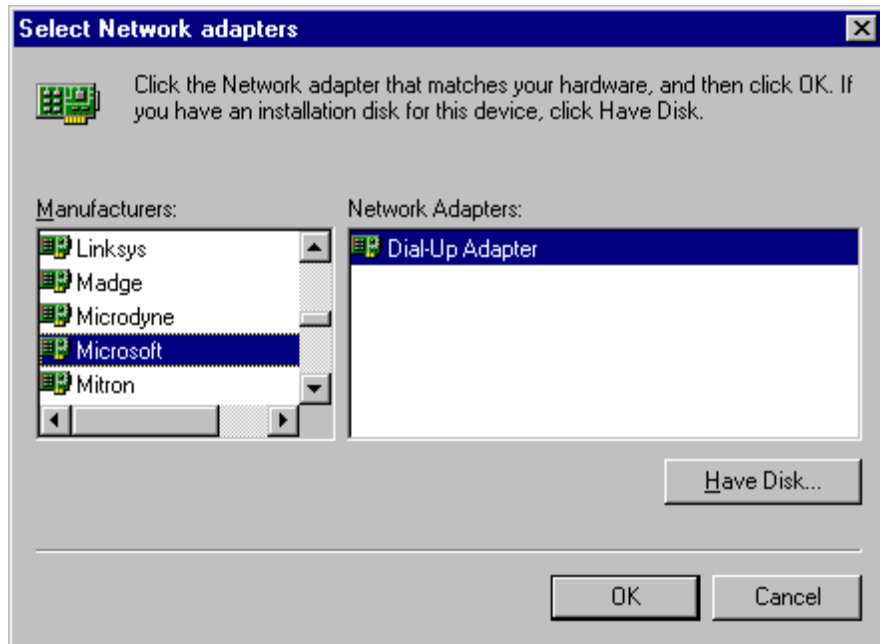 Select Network adapters
Click the Network adapter that matches your hardware, and then click OK. If
you have an installation disk for this device, click Have Disk.
Manufacturers:
Linksys
Madge
Microdyne
Microsoft
Mitron
Network Adapters:
Dial-Up Adapter
Have Disk...
OK
Cancel